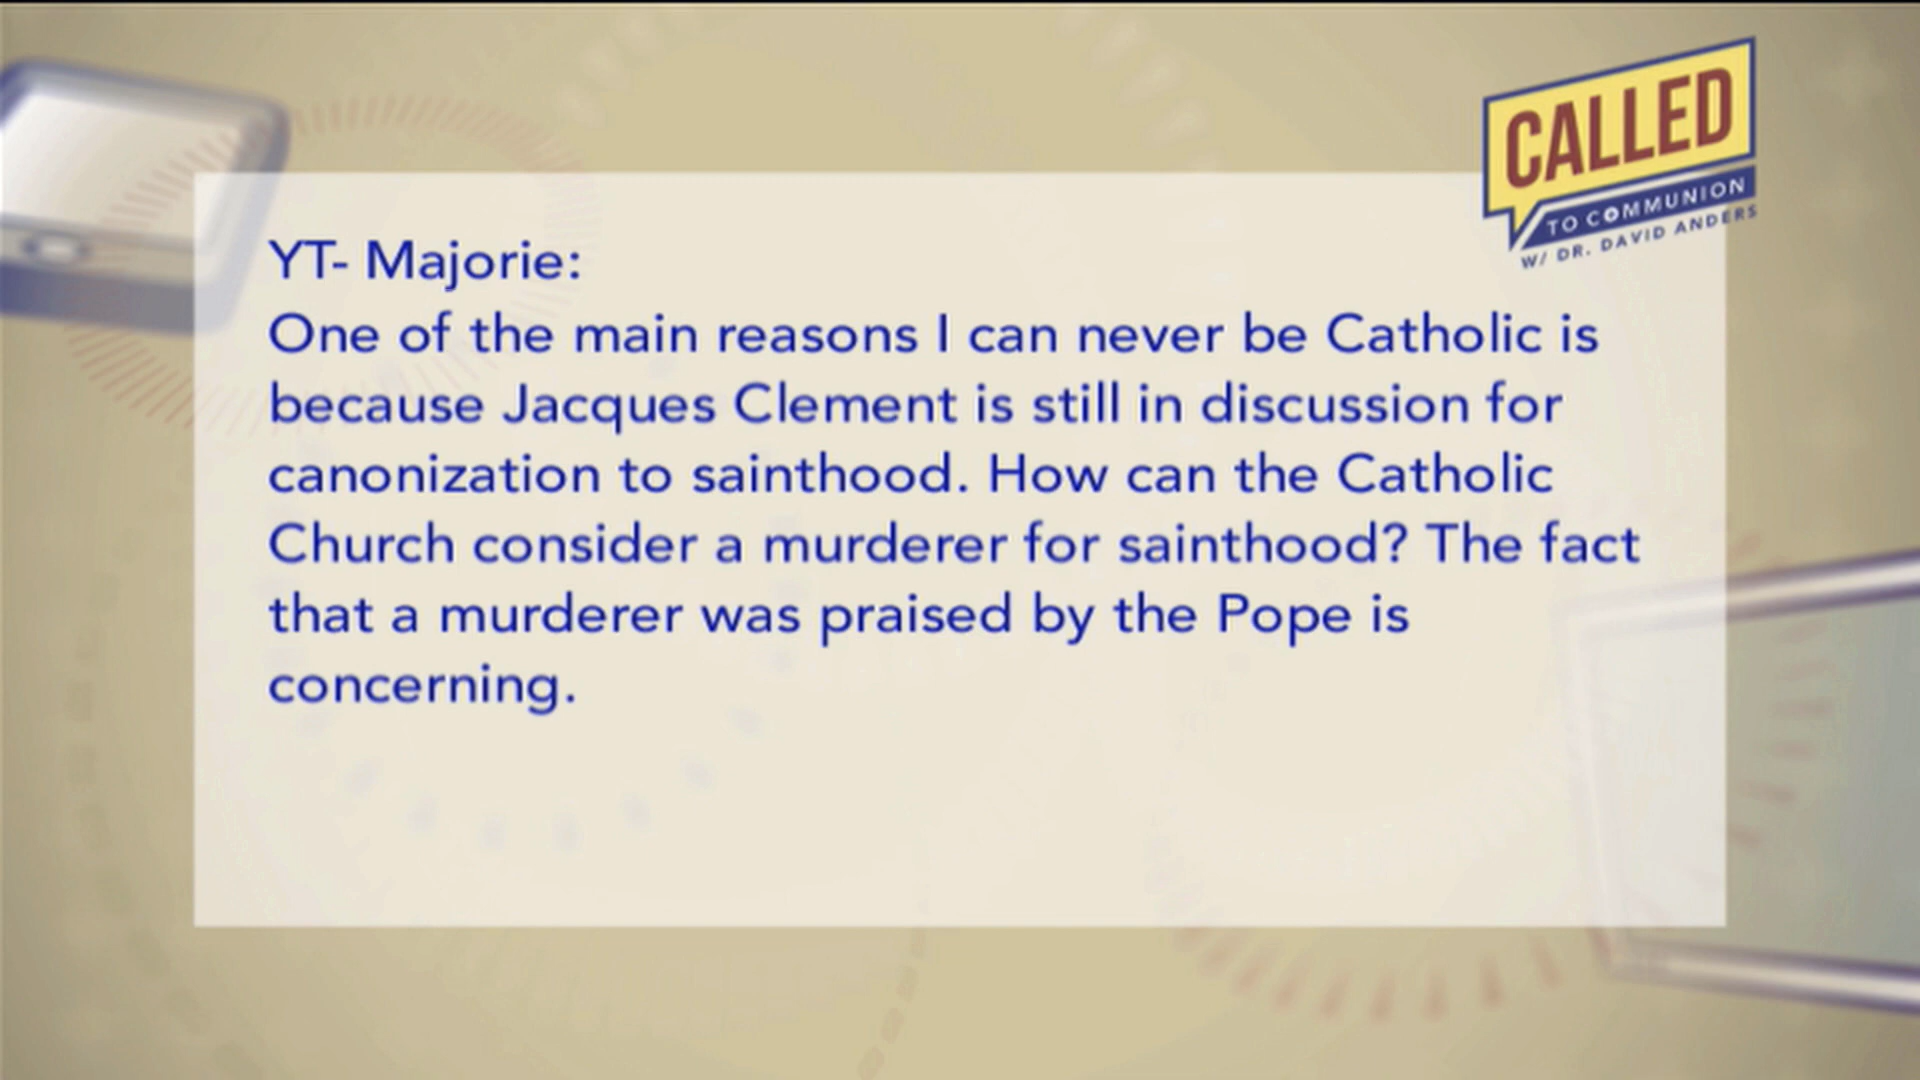 CALLED
TO COMMUNION
W/ DR. DAVID ANDERS
YT- Majorie:
One of the main reasons I can never be Catholic is
because Jacques Clement is still in discussion for
canonization to sainthood. How can the Catholic
Church consider a murderer for sainthood? The fact
that a murderer was praised by the Pope is
concerning.